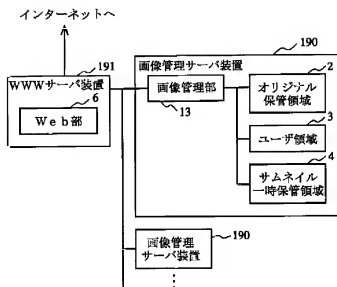 インターネットへ
190
191
WWWサーバ装置
6
Web部
画像管理サーバ装置
画像管理部
13
2
オリジナル
保管領域
3
ユーザ領域
4
サムネイル
一時保管領域
画像管理
サーバ装置
190